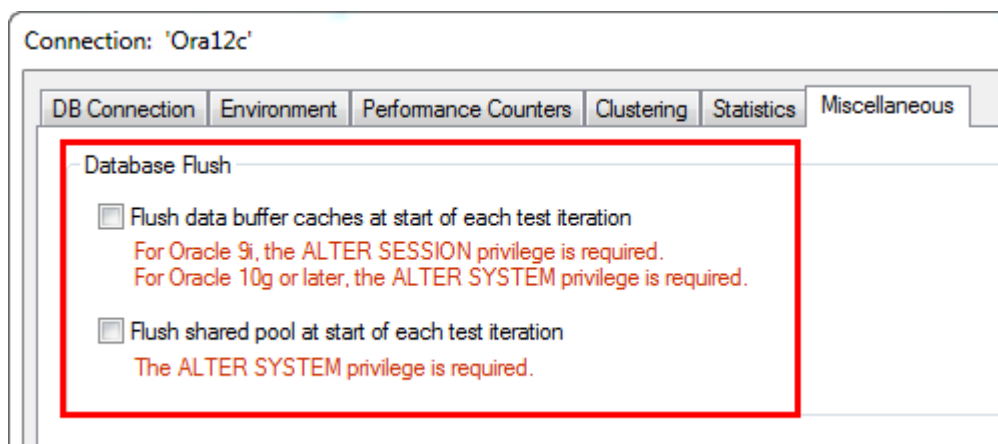 Connection: 'Ora12c'
DB Connection Environment Performance Counters Clustering Statistics Miscellaneous
Database Flush
Flush data buffer caches at start of each test iteration
For Oracle 9i, the ALTER SESSION privilege is required.
For Oracle 10g or later, the ALTER SYSTEM privilege is required.
Flush shared pool at start of each test iteration
The ALTER SYSTEM privilege is required.